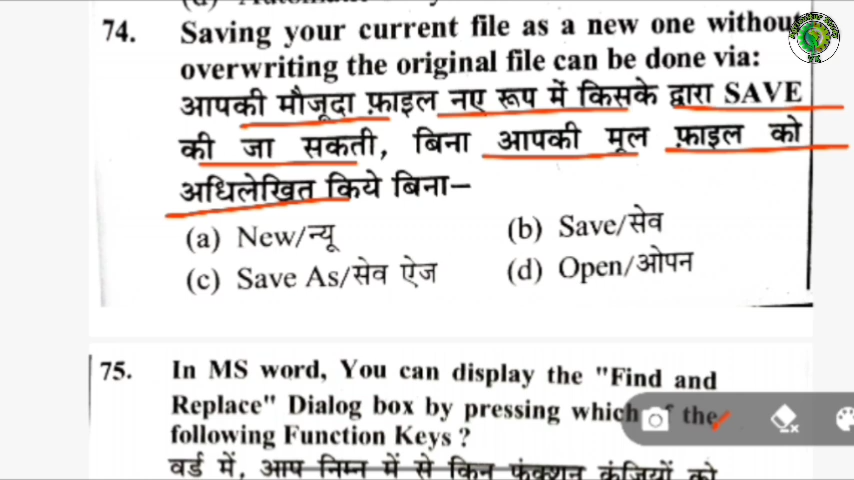 74. Saving your current file as a new one without
overwriting the original file can be done via:
आपकी मौजूदा फ़ाइल नए रूप में किसके द्वारा SAVE
की जा सकती, बिना आपकी मूल फ़ाइल को
अधिलेखित किये बिना–
(a) New/न्यू (b) Save/सेव
(c) Save As/सेव ऐज (d) Open/ओपन
75. In MS word, You can display the "Find and
Replace" Dialog box by pressing which of the
following Function Keys ?
वर्ड में, आप निम्न में से किन फंक्शन कुंजियों को